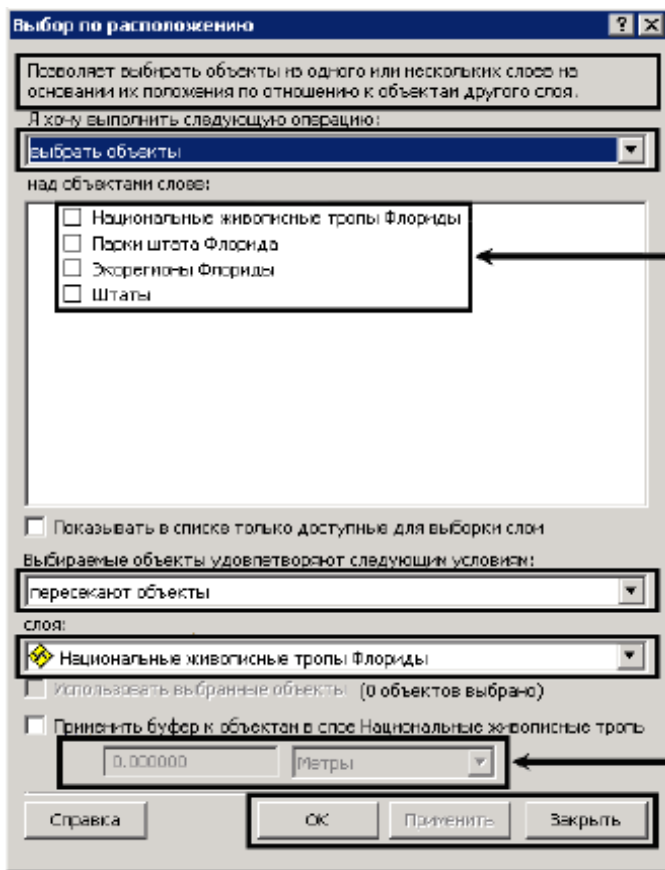 Выбор по расположению
Позволяет выбирать объекты из одного или нескольких слоев на
основании их положения по отношению к объектам другого слоя.
Я хочу выполнить следующую операцию:
выбрать объекты
над объектами слоев:
Национальные живописные тропы Флориды
Парки штата Флорида
Экорегионы Флориды
Штаты
Показывать в списке только доступные для выборки слои
Выбираемые объекты удовлетворяют следующим условиям:
пересекают объекты
слоя:
Национальные живописные тропы Флориды
Использовать выбранные объекты (0 объектов выбрано)
Применить буфер к объектам в слое Национальные живописные тропь
0.000000 Метры
Справка ОК Применить Закрыть